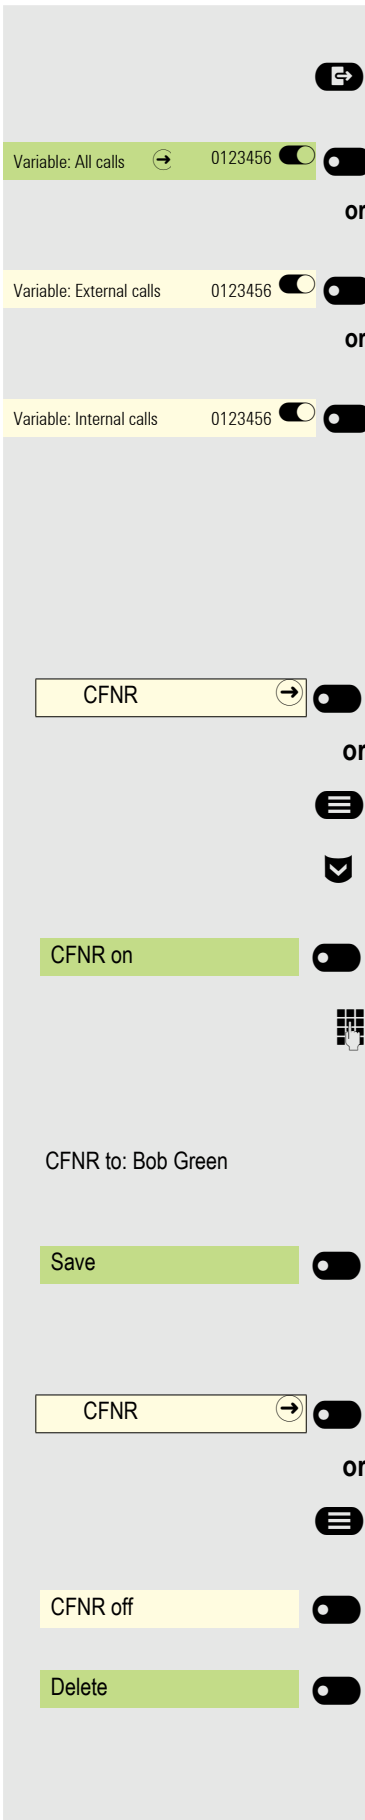 Variable: All calls 0123456
or
Variable: External calls 0123456
or
Variable: Internal calls 0123456
CFNR
or
CFNR on
CFNR to: Bob Green
Save
CFNR
or
CFNR off
Delete